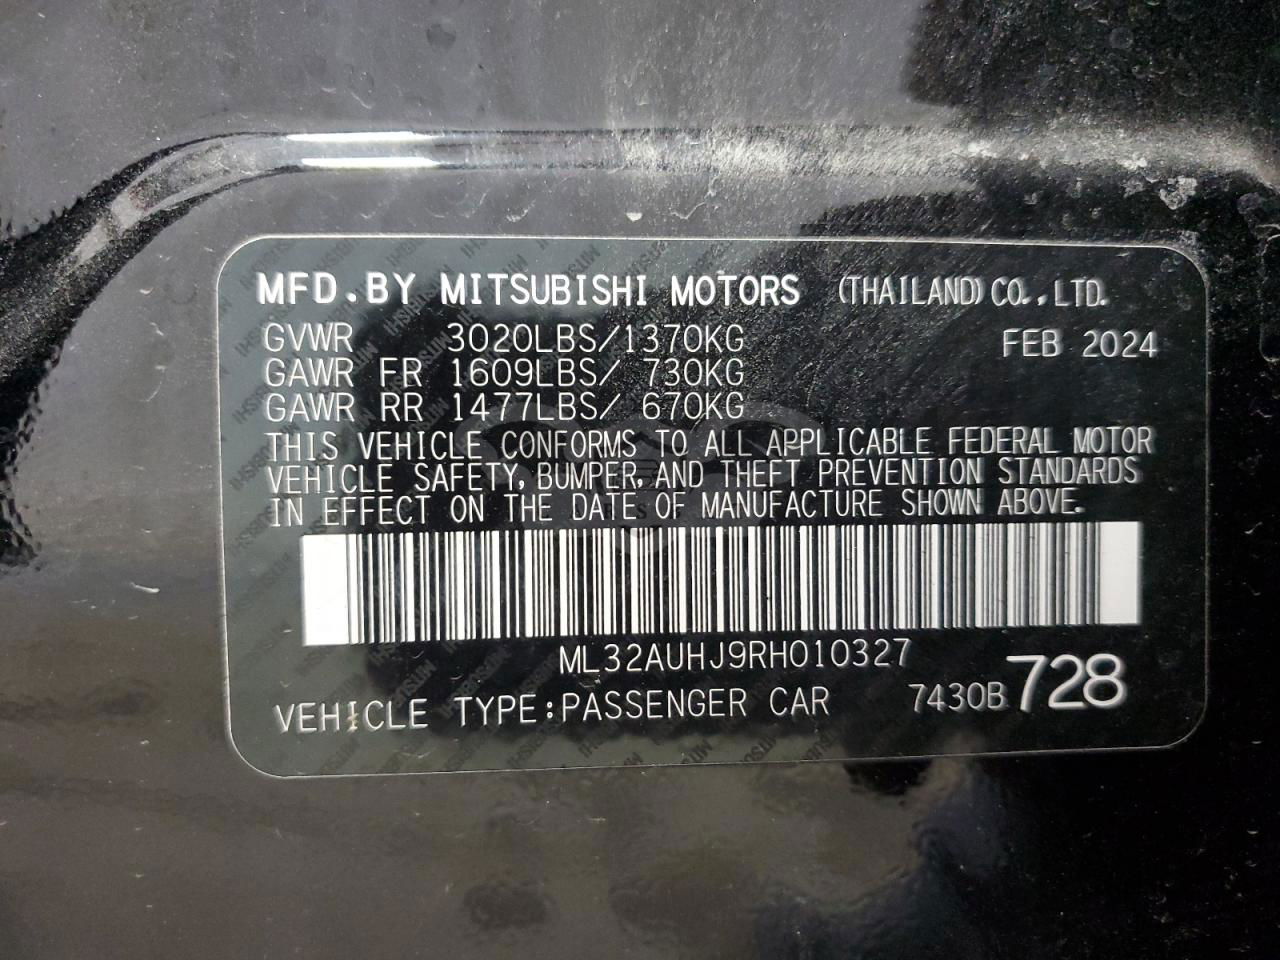 MFD.BY MITSUBISHI MOTORS (THAILAND) CO.,LTD.
GVWR 3020LBS/1370KG FEB 2024
GAWR FR 1609LBS/ 730KG
GAWR RR 1477LBS/ 670KG
THIS VEHICLE CONFORMS TO ALL APPLICABLE FEDERAL MOTOR
VEHICLE SAFETY, BUMPER, AND THEFT PREVENTION STANDARDS
IN EFFECT ON THE DATE OF MANUFACTURE SHOWN ABOVE.
ML32AUHJ9RH010327
VEHICLE TYPE:PASSENGER CAR 7430B 728